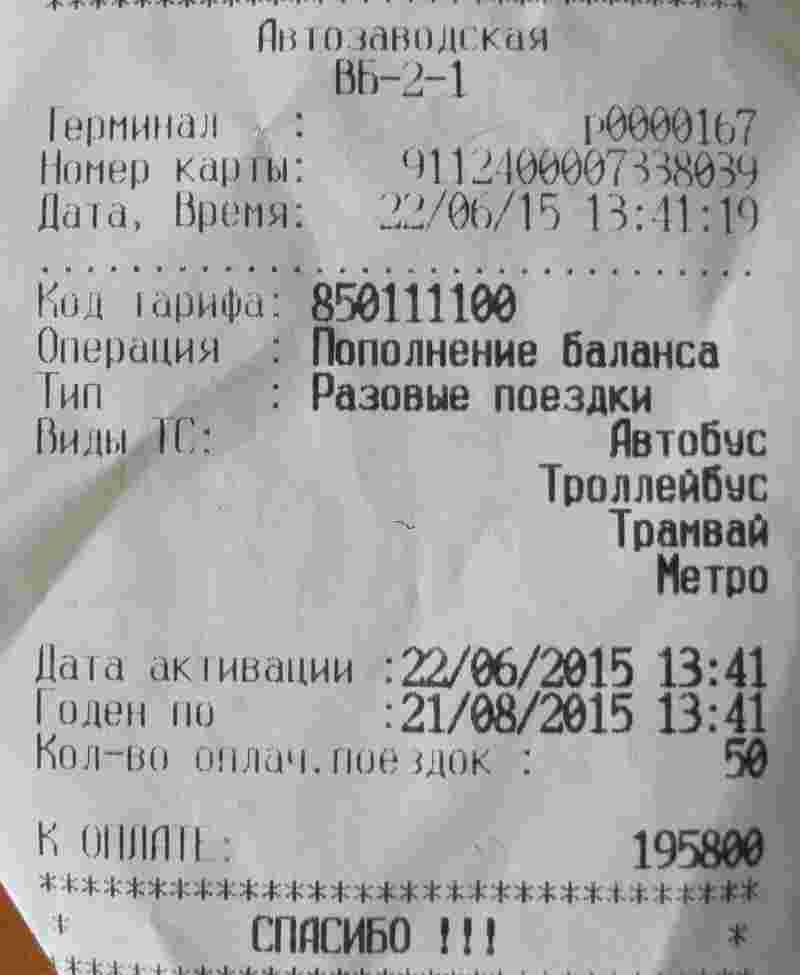 ************************************
Автозаводская
ВБ-2-1
Терминал : p0000167
Номер карты: 9112400007338039
Дата, Время: 22/06/15 13:41:19
................................
Код тарифа: 850111100
Операция : Пополнение баланса
Тип : Разовые поездки
Виды ТС: Автобус
Троллейбус
Трамвай
Метро
Дата активации :22/06/2015 13:41
Годен по :21/08/2015 13:41
Кол-во оплач.поездок : 50
К ОПЛАТЕ: 195800
************************************
* СПАСИБО !!! *
************************************